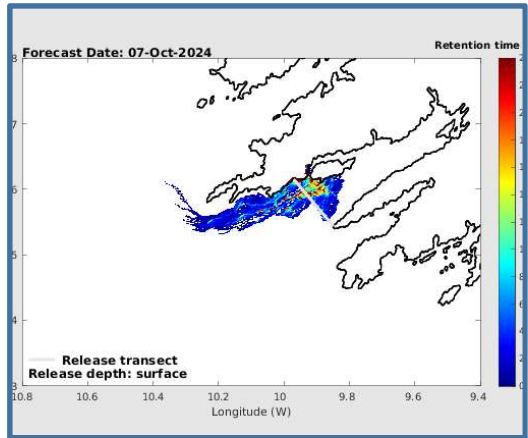 Retention time
Forecast Date: 07-Oct-2024
Release transect
Release depth: surface
10.8 10.6 10.4 10.2 10 9.8 9.6 9.4
Longitude (W)